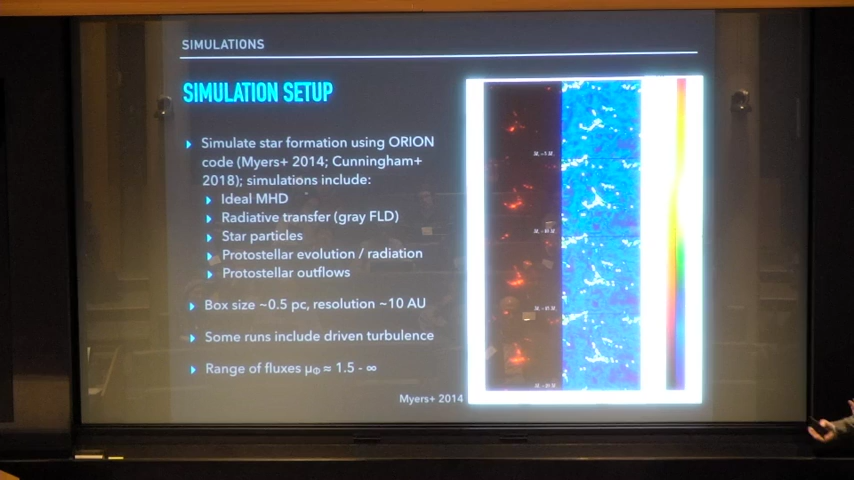 SIMULATIONS
SIMULATION SETUP
Simulate star formation using ORION
code (Myers+ 2014; Cunningham+
2018); simulations include:
Ideal MHD
Radiative transfer (gray FLD)
Star particles
Protostellar evolution / radiation
Protostellar outflows
Box size ~0.5 pc, resolution ~10 AU
Some runs include driven turbulence
Range of fluxes μΦ ≈ 1.5 - ∞
Myers+ 2014